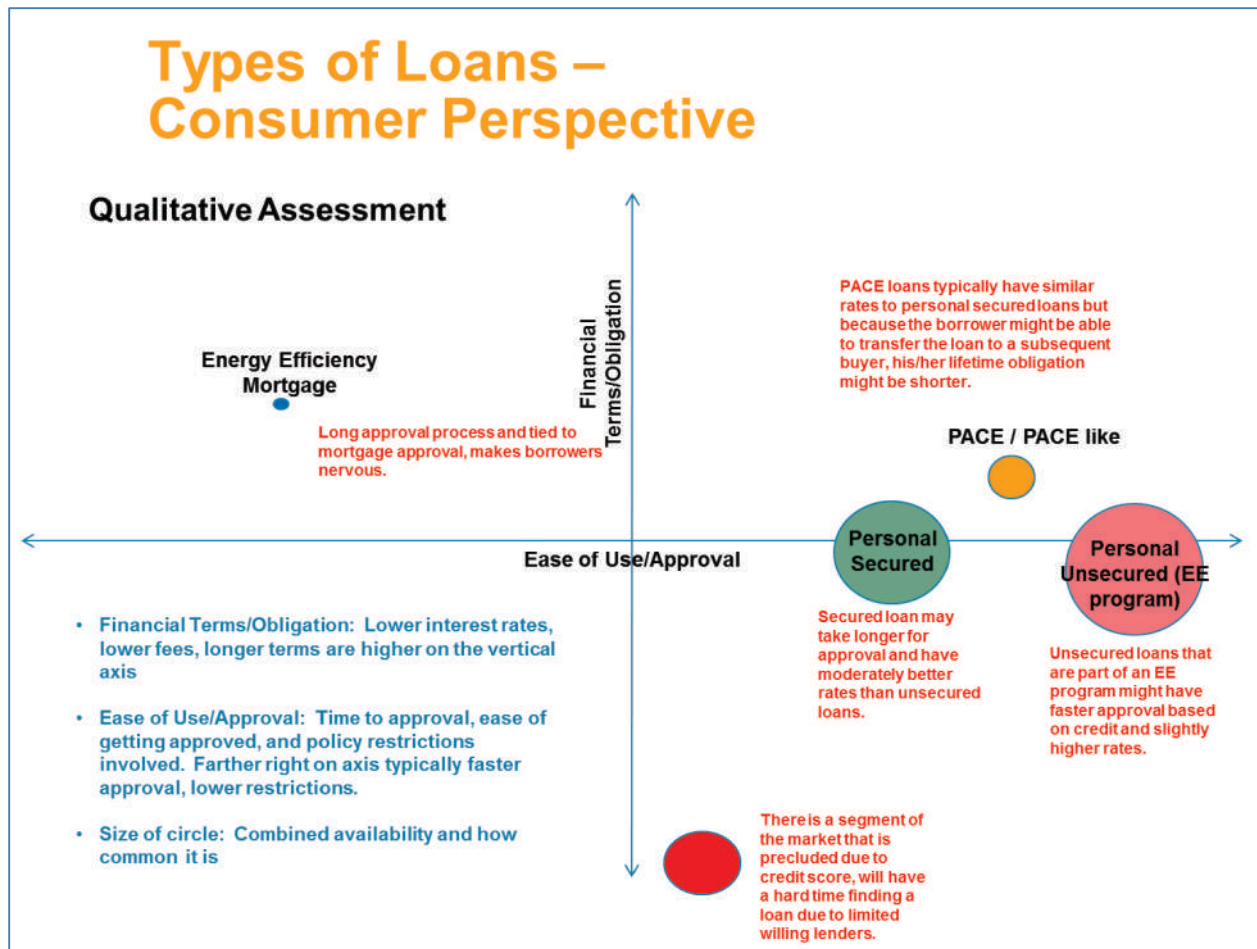 Types of Loans –
Consumer Perspective
Qualitative Assessment
Financial
Terms/Obligation
PACE loans typically have similar
rates to personal secured loans but
because the borrower might be able
to transfer the loan to a subsequent
buyer, his/her lifetime obligation
might be shorter.
Energy Efficiency
Mortgage
Long approval process and tied to
mortgage approval, makes borrowers
nervous.
PACE / PACE like
Personal
Secured
Personal
Unsecured (EE
program)
Ease of Use/Approval
Secured loan may
take longer for
approval and have
moderately better
rates than unsecured
loans.
Unsecured loans that
are part of an EE
program might have
faster approval based
on credit and slightly
higher rates.
• Financial Terms/Obligation: Lower interest rates,
lower fees, longer terms are higher on the vertical
axis
• Ease of Use/Approval: Time to approval, ease of
getting approved, and policy restrictions
involved. Farther right on axis typically faster
approval, lower restrictions.
• Size of circle: Combined availability and how
common it is
There is a segment of
the market that is
precluded due to
credit score, will have
a hard time finding a
loan due to limited
willing lenders.